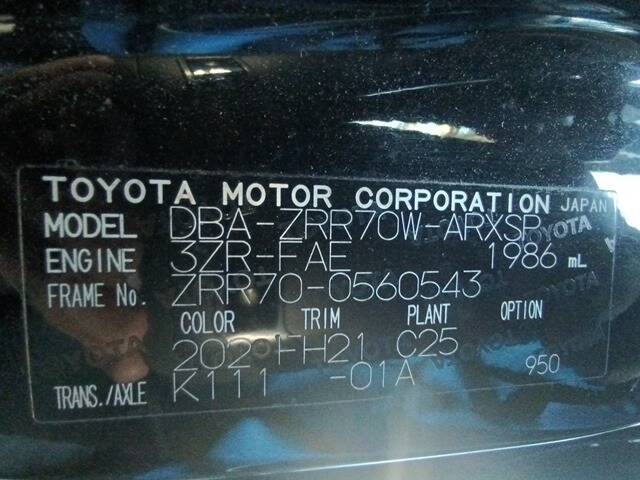 TOYOTA MOTOR CORPORATION JAPAN
MODEL DBA-ZRR70W-ARXSP
ENGINE 3ZR-FAE 1986 mL
FRAME No. ZRR70-0560543
COLOR TRIM PLANT OPTION
202 FH21 C25
TRANS./AXLE K111 -01A 950